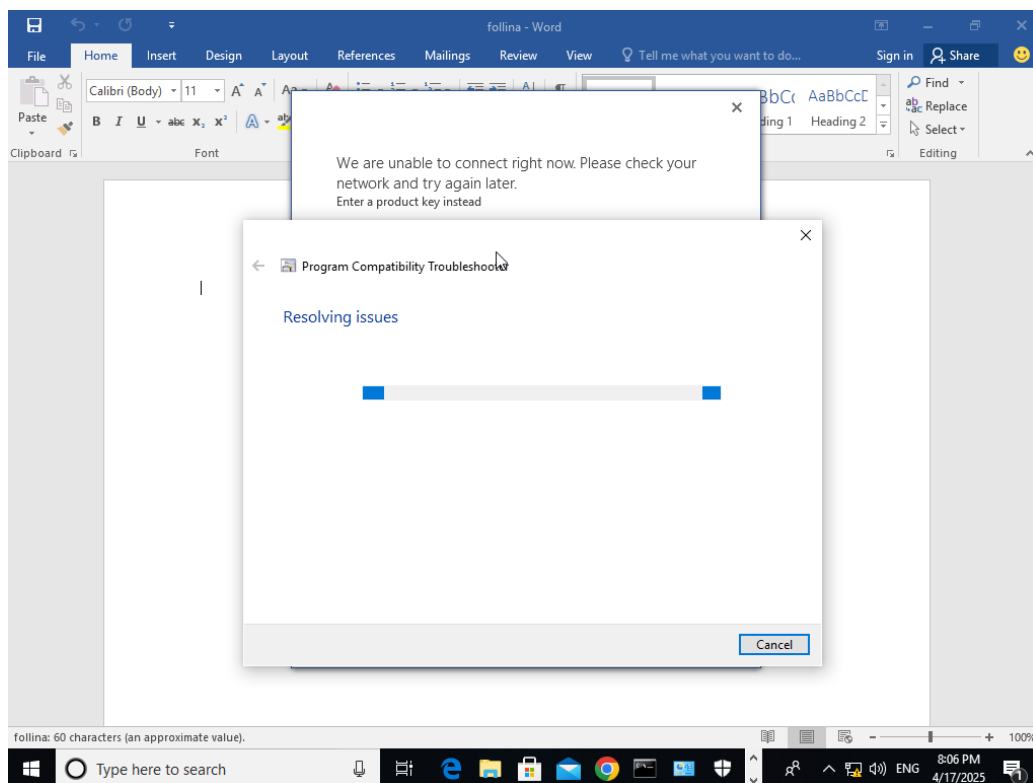 follina - Word
File Home Insert Design Layout References Mailings Review View Tell me what you want to do... Sign in Share
Calibri (Body) 11
Paste
B I U abc x₂ x²
Clipboard Font
Find
Replace
Select
Editing
AaBbCcD
Heading 2
We are unable to connect right now. Please check your
network and try again later.
Enter a product key instead
Program Compatibility Troubleshooter
Resolving issues
Cancel
follina: 60 characters (an approximate value).
100%
Type here to search
ENG
8:06 PM
4/17/2025